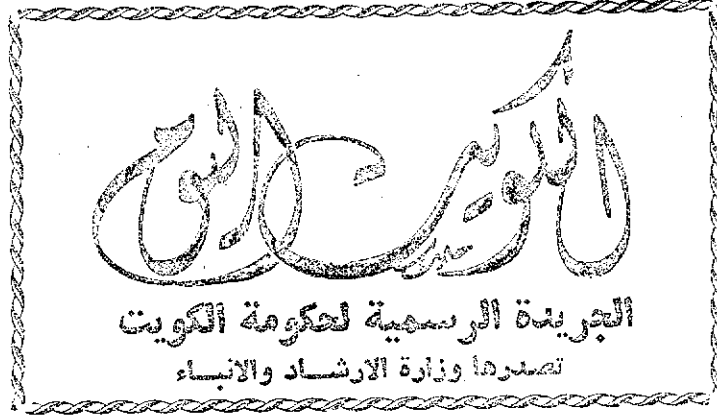 الكويت اليوم
الجريدة الرسمية لحكومة الكويت
تصدرها وزارة الارشاد والانباء